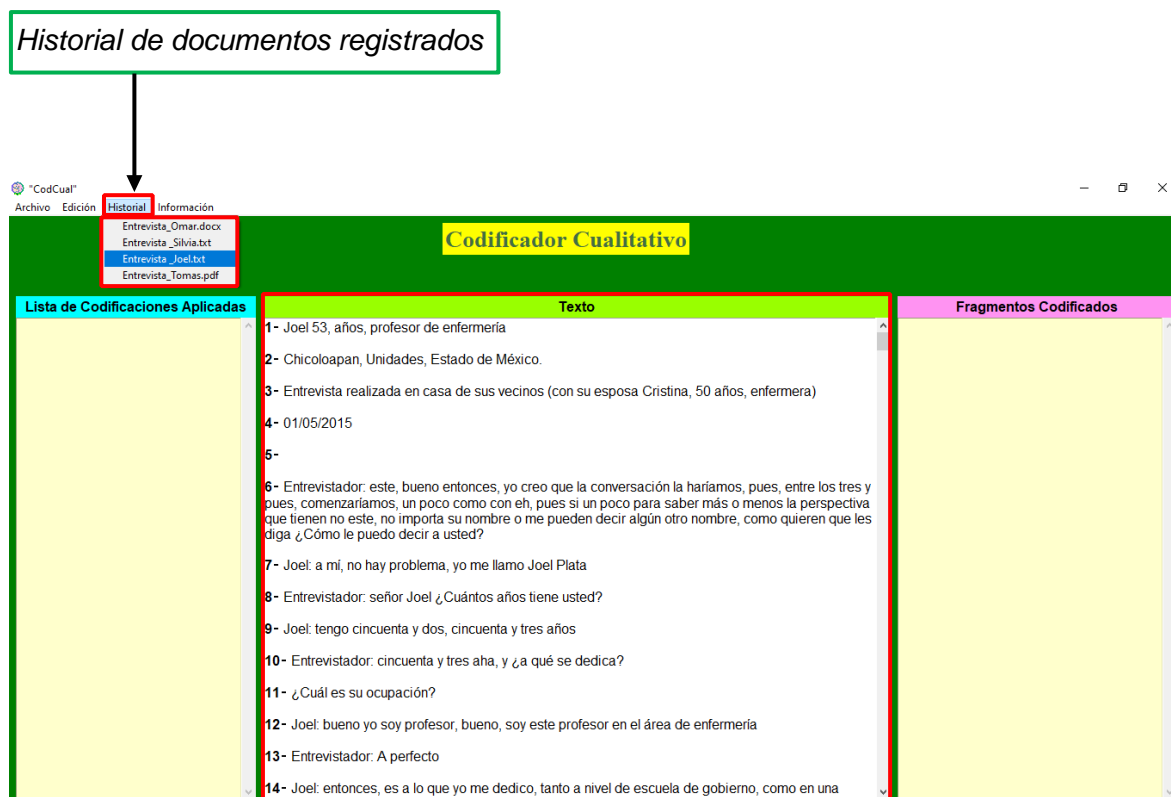 Historial de documentos registrados
"CodCual"
Archivo Edición Historial Información
Entrevista_Omar.docx
Entrevista _Silvia.txt
Entrevista _Joel.txt
Entrevista_Tomas.pdf
Codificador Cualitativo
Lista de Codificaciones Aplicadas
Texto
Fragmentos Codificados
1- Joel 53, años, profesor de enfermería
2- Chicoloapan, Unidades, Estado de México.
3- Entrevista realizada en casa de sus vecinos (con su esposa Cristina, 50 años, enfermera)
4- 01/05/2015
5-
6- Entrevistador: este, bueno entonces, yo creo que la conversación la haríamos, pues, entre los tres y
pues, comenzaríamos, un poco como con eh, pues si un poco para saber más o menos la perspectiva
que tienen no este, no importa su nombre o me pueden decir algún otro nombre, como quieren que les
diga ¿Cómo le puedo decir a usted?
7- Joel: a mí, no hay problema, yo me llamo Joel Plata
8- Entrevistador: señor Joel ¿Cuántos años tiene usted?
9- Joel: tengo cincuenta y dos, cincuenta y tres años
10- Entrevistador: cincuenta y tres aha, y ¿a qué se dedica?
11- ¿Cuál es su ocupación?
12- Joel: bueno yo soy profesor, bueno, soy este profesor en el área de enfermería
13- Entrevistador: A perfecto
14- Joel: entonces, es a lo que yo me dedico, tanto a nivel de escuela de gobierno, como en una